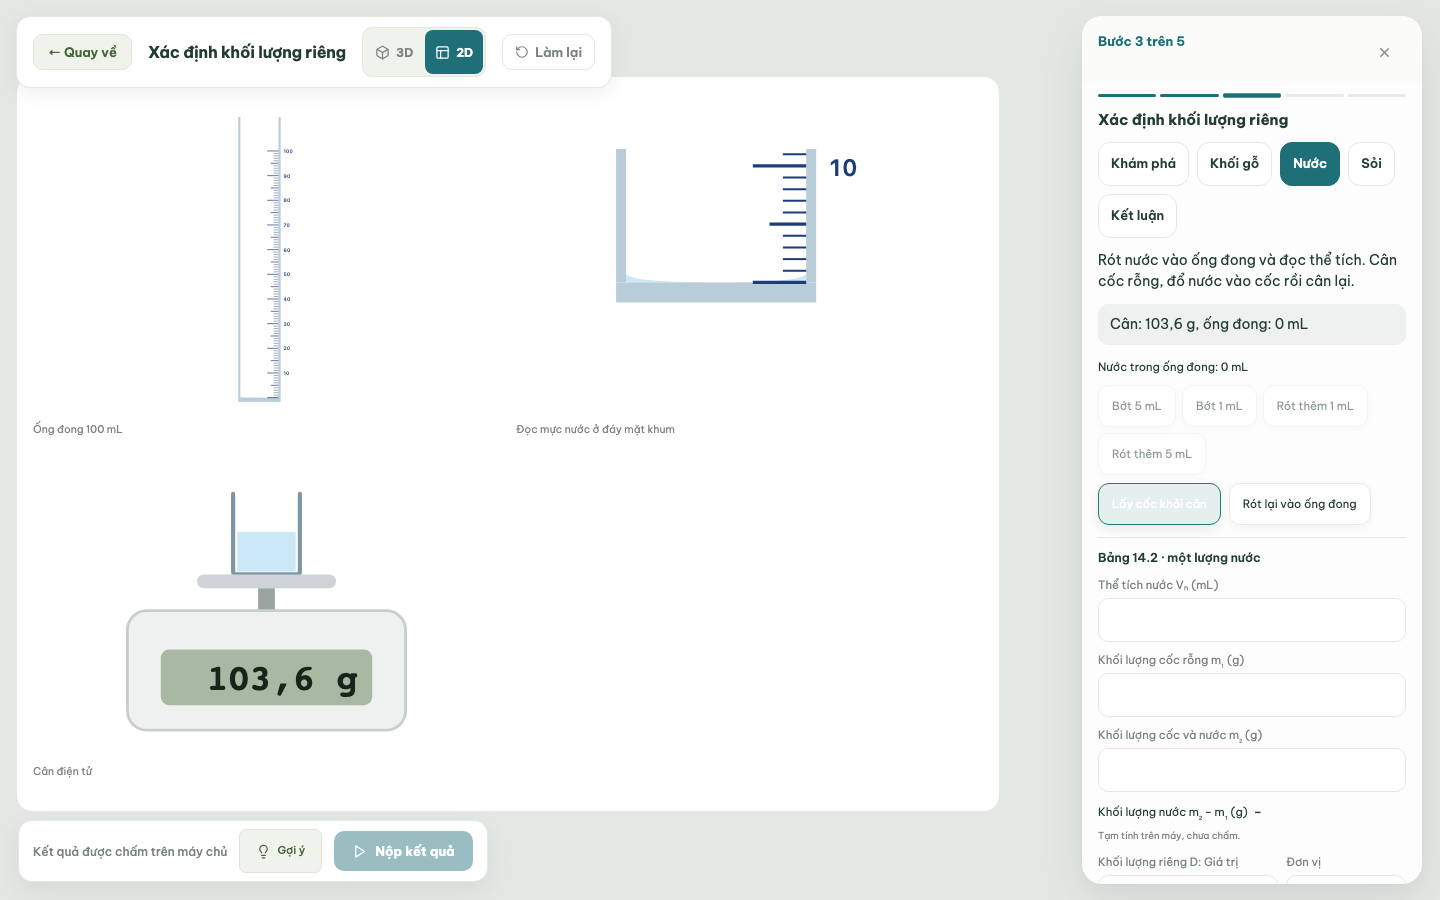 ← Quay về
Xác định khối lượng riêng
3D
2D
Làm lại
100
90
80
70
60
50
40
30
20
10
Ống đong 100 mL
10
Đọc mực nước ở đáy mặt khum
103,6 g
Cân điện tử
Kết quả được chấm trên máy chủ
Gợi ý
Nộp kết quả
Bước 3 trên 5
Xác định khối lượng riêng
Khám phá
Khối gỗ
Nước
Sỏi
Kết luận
Rót nước vào ống đong và đọc thể tích. Cân
cốc rỗng, đổ nước vào cốc rồi cân lại.
Cân: 103,6 g, ống đong: 0 mL
Nước trong ống đong: 0 mL
Bớt 5 mL
Bớt 1 mL
Rót thêm 1 mL
Rót thêm 5 mL
Lấy cốc khỏi cân
Rót lại vào ống đong
Bảng 14.2 · một lượng nước
Thể tích nước Vₙ (mL)
Khối lượng cốc rỗng m₁ (g)
Khối lượng cốc và nước m₂ (g)
Khối lượng nước m₂ − m₁ (g) –
Tạm tính trên máy, chưa chấm.
Khối lượng riêng D: Giá trị
Đơn vị